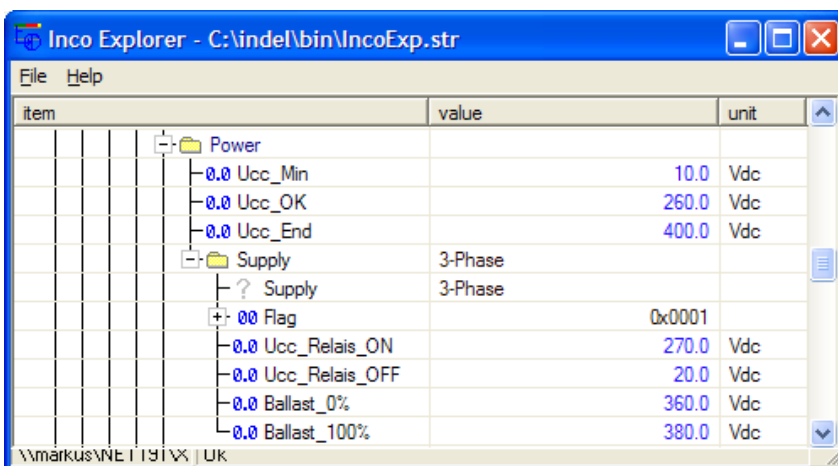 Inco Explorer - C:\indel\bin\IncoExp.str
File Help
item value unit
Power
0.0 Ucc_Min 10.0 Vdc
0.0 Ucc_OK 260.0 Vdc
0.0 Ucc_End 400.0 Vdc
Supply 3-Phase
? Supply 3-Phase
00 Flag 0x0001
0.0 Ucc_Relais_ON 270.0 Vdc
0.0 Ucc_Relais_OFF 20.0 Vdc
0.0 Ballast_0% 360.0 Vdc
0.0 Ballast_100% 380.0 Vdc
Ok